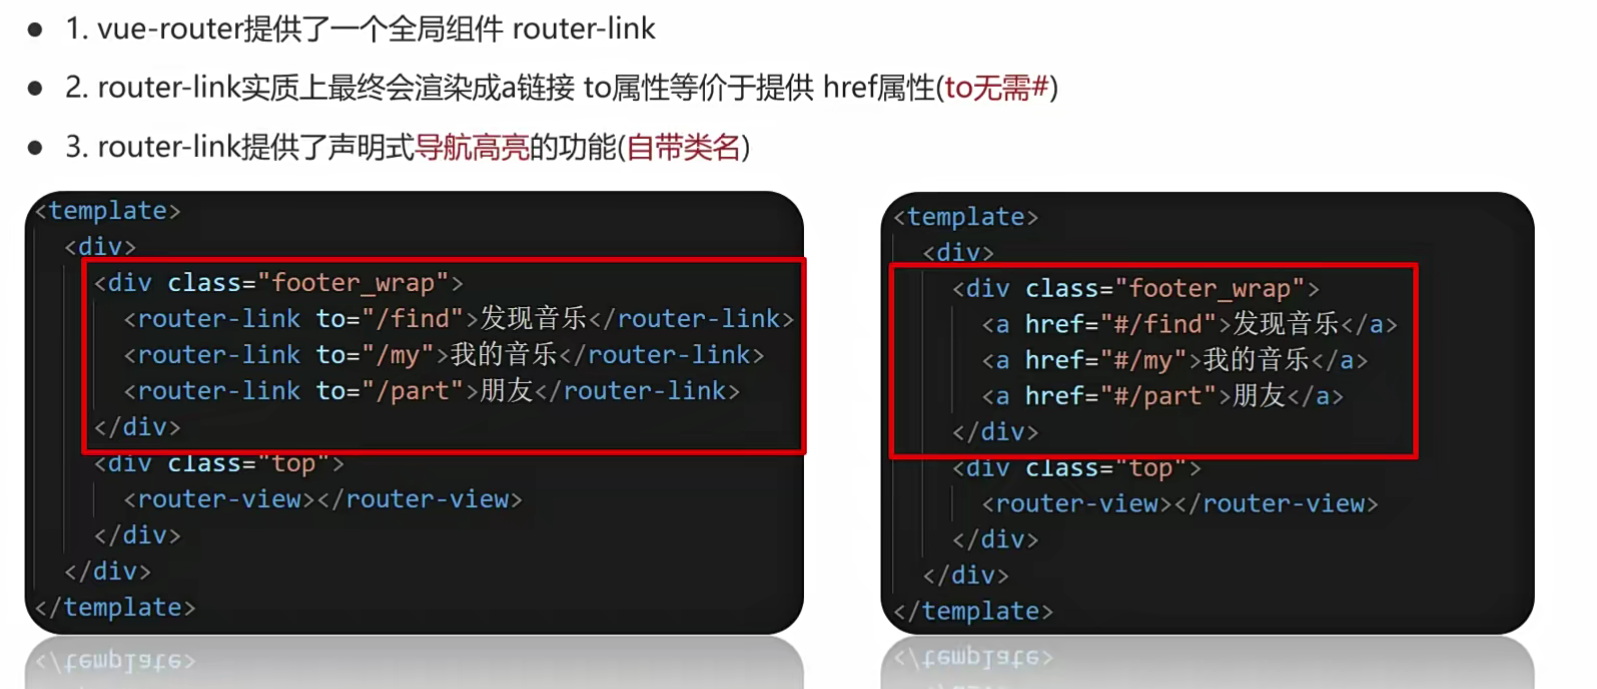 ● 1. vue-router提供了一个全局组件 router-link
● 2. router-link实质上最终会渲染成a链接 to属性等价于提供 href属性(to无需#)
● 3. router-link提供了声明式导航高亮的功能(自带类名)
<template>
<div>
<div class="footer_wrap">
<router-link to="/find">发现音乐</router-link>
<router-link to="/my">我的音乐</router-link>
<router-link to="/part">朋友</router-link>
</div>
<div class="top">
<router-view></router-view>
</div>
</div>
</template>
<template>
<div>
<div class="footer_wrap">
<a href="#/find">发现音乐</a>
<a href="#/my">我的音乐</a>
<a href="#/part">朋友</a>
</div>
<div class="top">
<router-view></router-view>
</div>
</div>
</template>